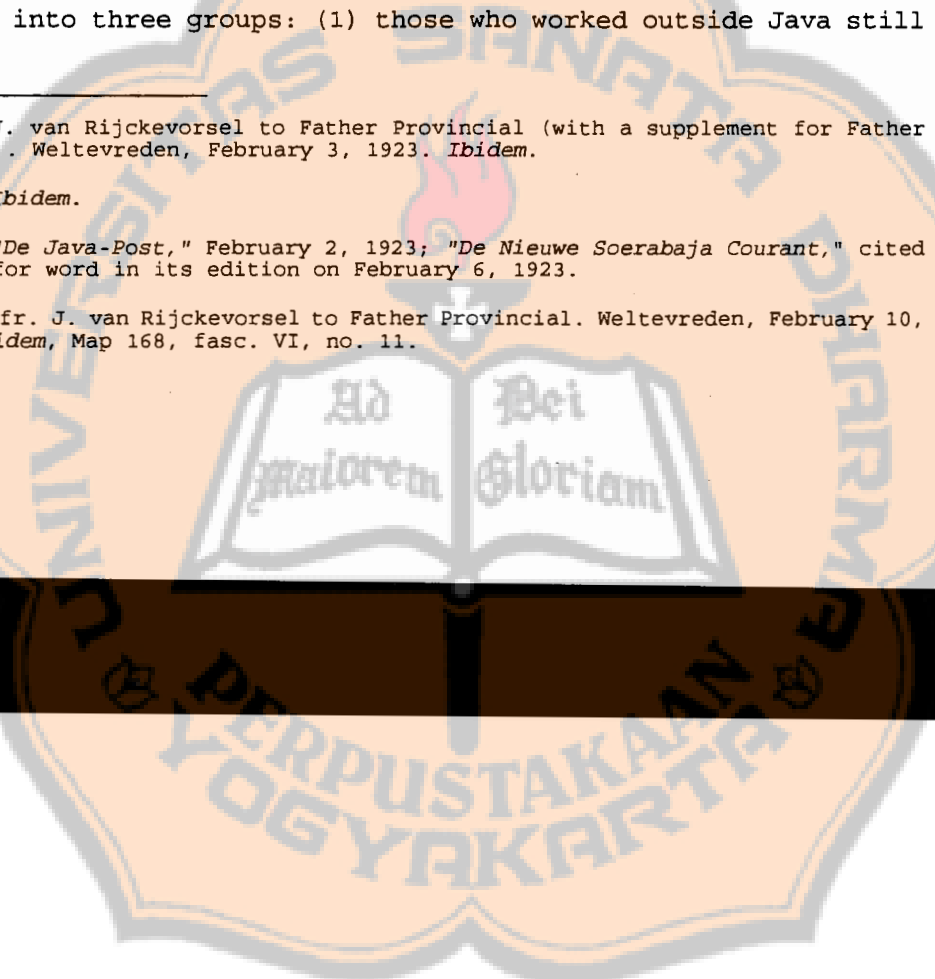 into three groups: (1) those who worked outside Java still
J. van Rijckevorsel to Father Provincial (with a supplement for Father
. Weltevreden, February 3, 1923. Ibidem.
Ibidem.
"De Java-Post," February 2, 1923; "De Nieuwe Soerabaja Courant," cited
for word in its edition on February 6, 1923.
fr. J. van Rijckevorsel to Father Provincial. Weltevreden, February 10,
idem, Map 168, fasc. VI, no. 11.
UNIVERSITAS SANATA DHARMA
Ad Maiorem
Dei Gloriam
PERPUSTAKAAN
YOGYAKARTA